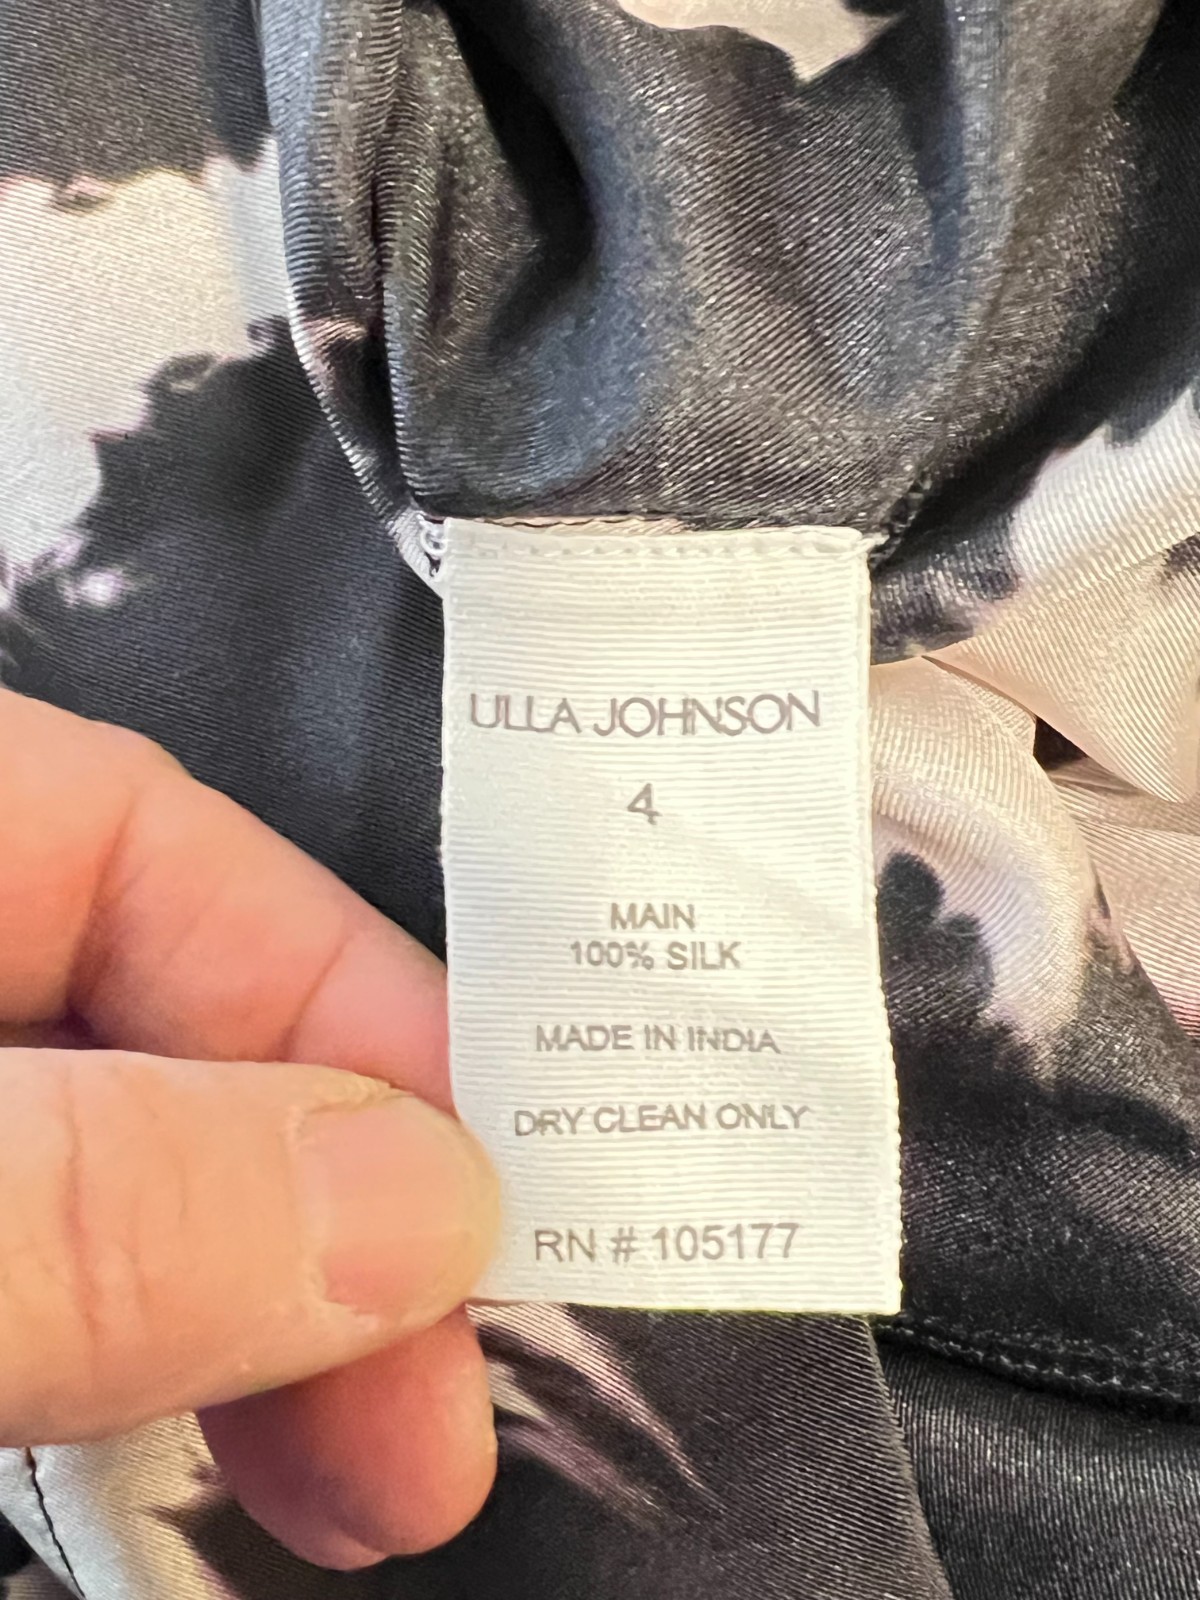 ULLA JOHNSON
4
MAIN
100% SILK
MADE IN INDIA
DRY CLEAN ONLY
RN # 105177